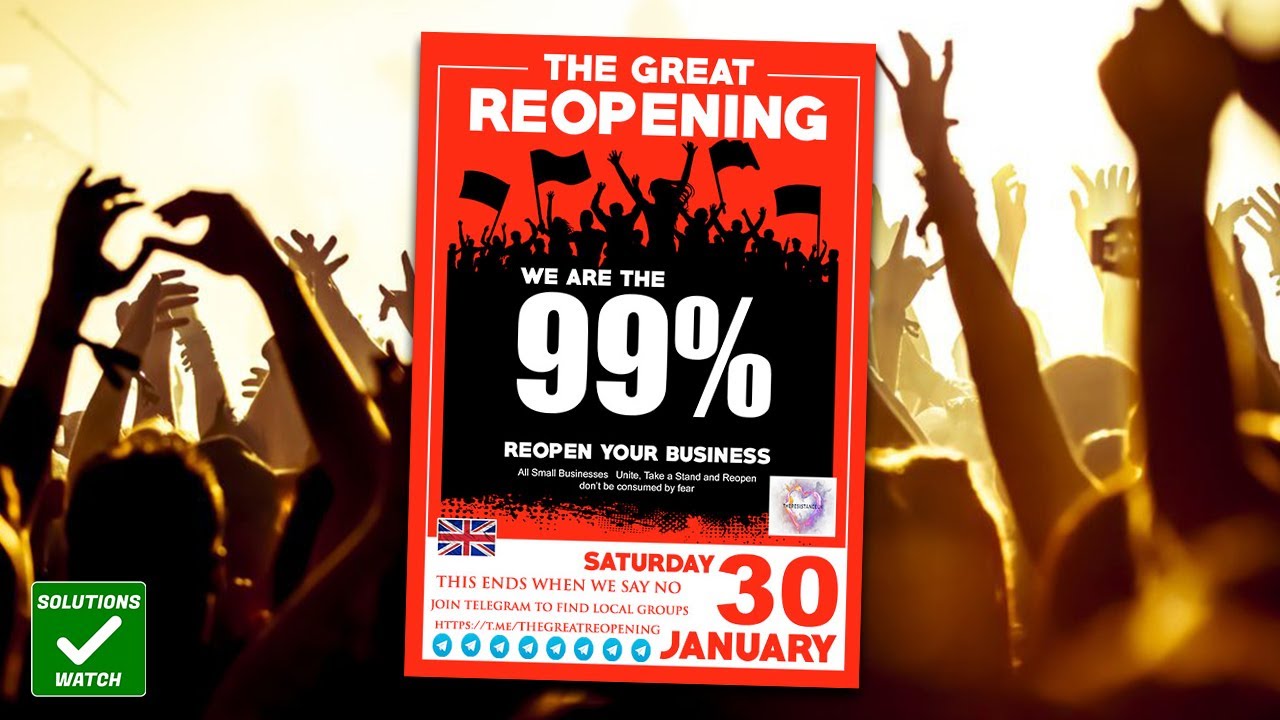 THE GREAT
REOPENING
WE ARE THE
99%
REOPEN YOUR BUSINESS
All Small Businesses Unite, Take a Stand and Reopen
don't be consumed by fear
THERESISTANCEUK
SATURDAY 30
JANUARY
THIS ENDS WHEN WE SAY NO
JOIN TELEGRAM TO FIND LOCAL GROUPS
HTTPS://T.ME/THEGREATREOPENING
SOLUTIONS
WATCH